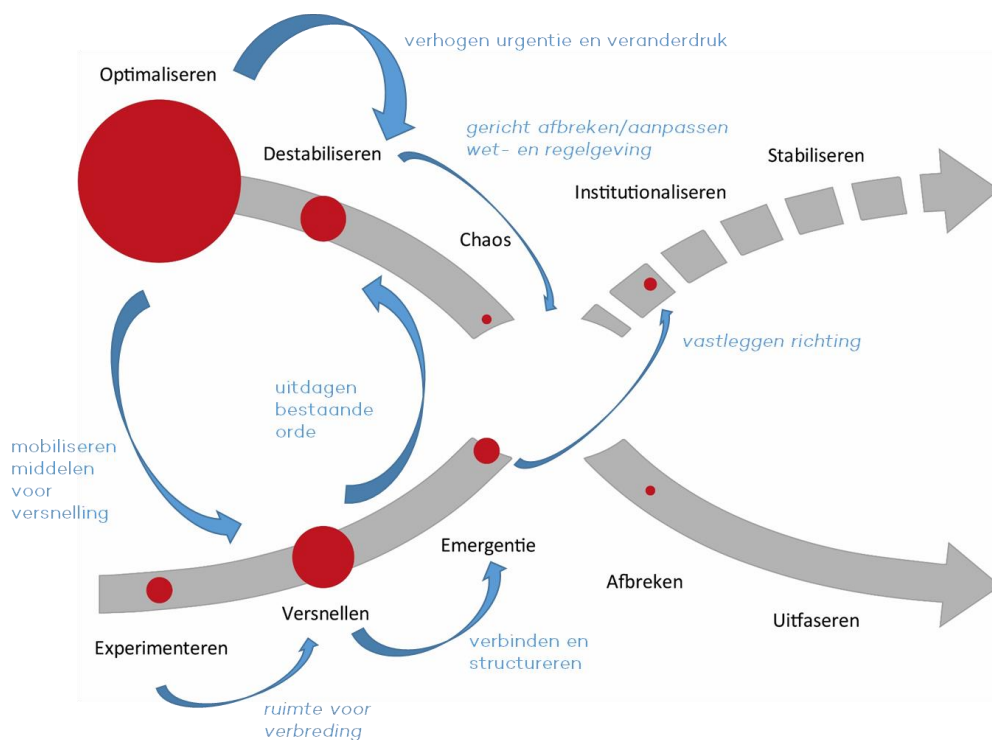 verhogen urgentie en veranderdruk
Optimaliseren
gericht afbreken/aanpassen
wet- en regelgeving
Destabiliseren
Stabiliseren
Institutionaliseren
Chaos
vastleggen richting
uitdagen
bestaande
orde
mobiliseren
middelen
voor
versnelling
Emergentie
Afbreken
Versnellen
Uitfaseren
Experimenteren
verbinden en
structureren
ruimte voor
verbreding